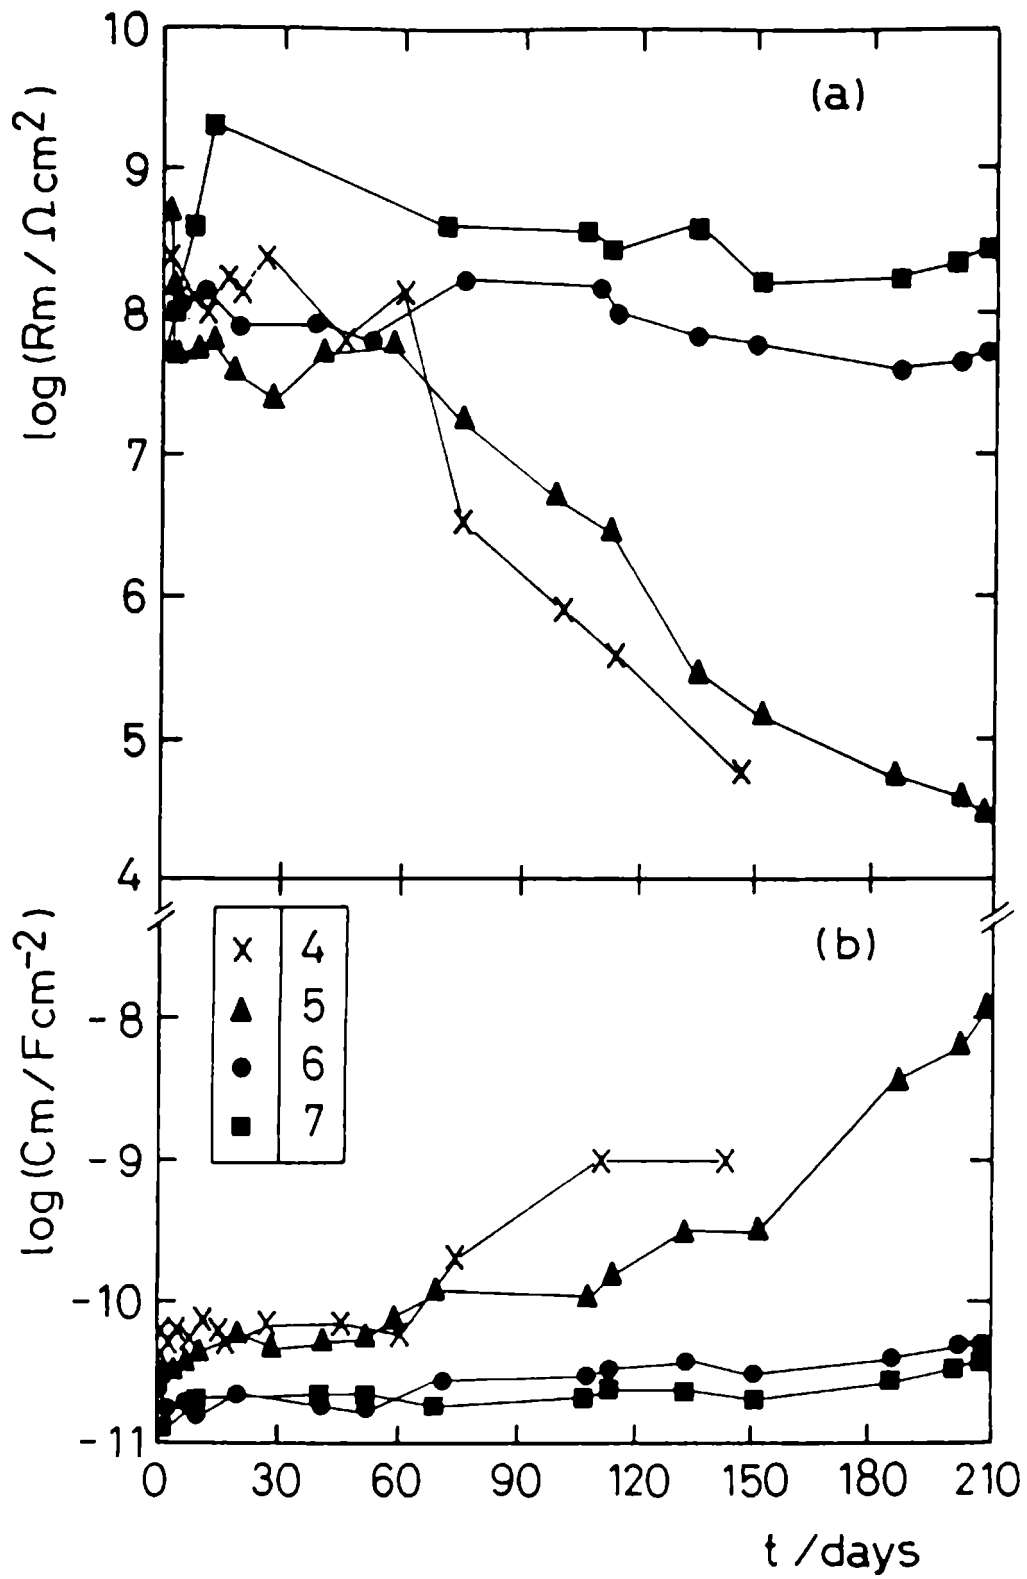 10
(a)
9
8
7
6
5
4
log (Rm / Ω cm²)
(b)
x 4
▲ 5
● 6
■ 7
-8
-9
-10
-11
log (Cm / F cm⁻²)
0 30 60 90 120 150 180 210
t / days